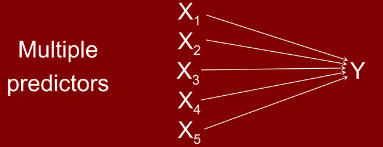 Multiple
predictors
X₁
X₂
X₃
X₄
X₅
Y